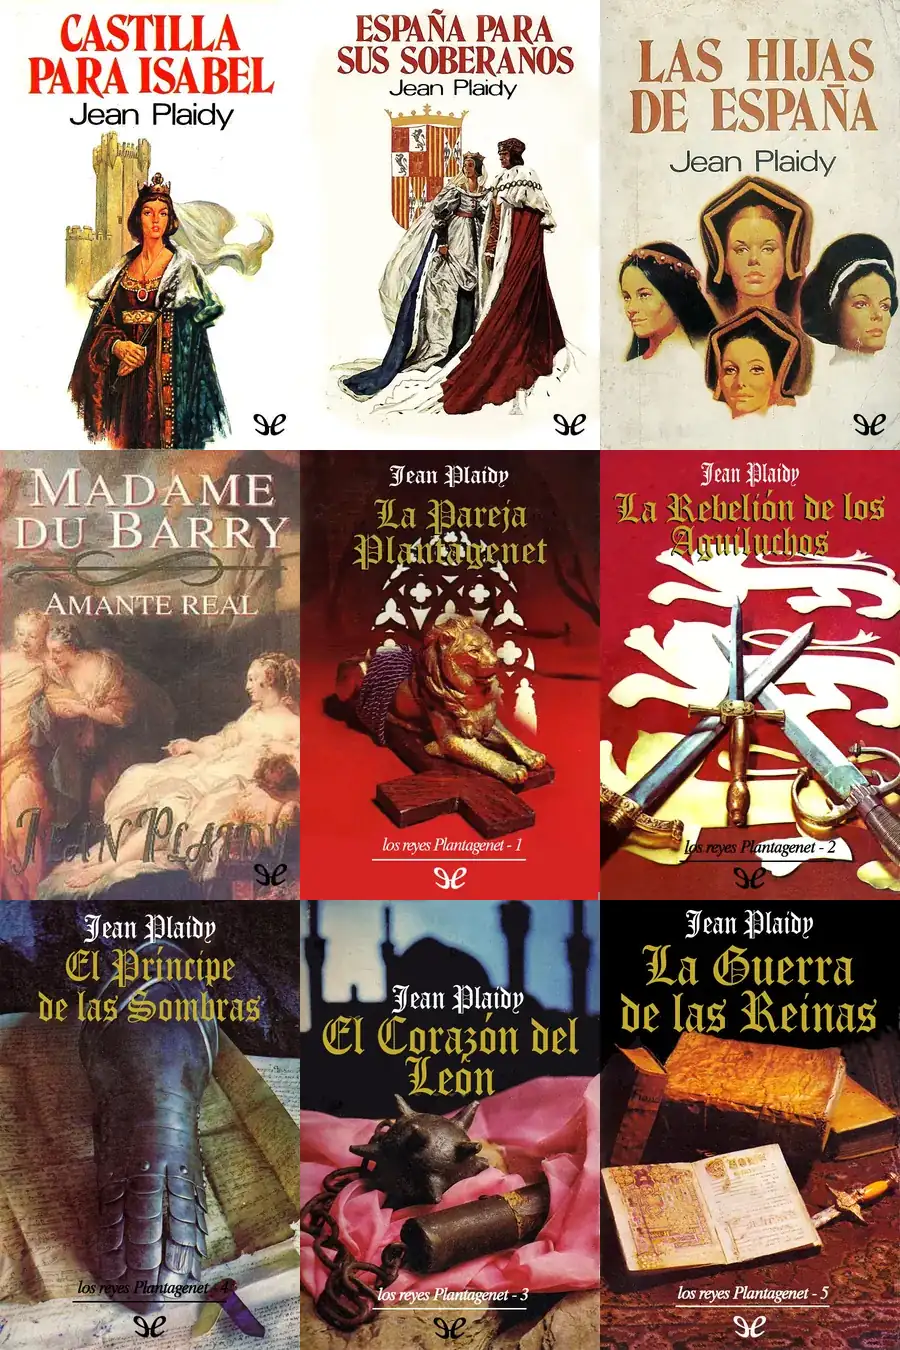 CASTILLA
PARA ISABEL
Jean Plaidy
ESPAÑA PARA
SUS SOBERANOS
Jean Plaidy
LAS HIJAS
DE ESPAÑA
Jean Plaidy
MADAME
DU BARRY
AMANTE REAL
JEAN PLAIDY
Jean Plaidy
La Pareja
Plantagenet
los reyes Plantagenet - 1
Jean Plaidy
La Rebelión de los
Aguiluchos
los reyes Plantagenet - 2
Jean Plaidy
El Príncipe
de las Sombras
los reyes Plantagenet - 4
Jean Plaidy
El Corazón del
León
los reyes Plantagenet - 3
Jean Plaidy
La Guerra
de las Reinas
los reyes Plantagenet - 5